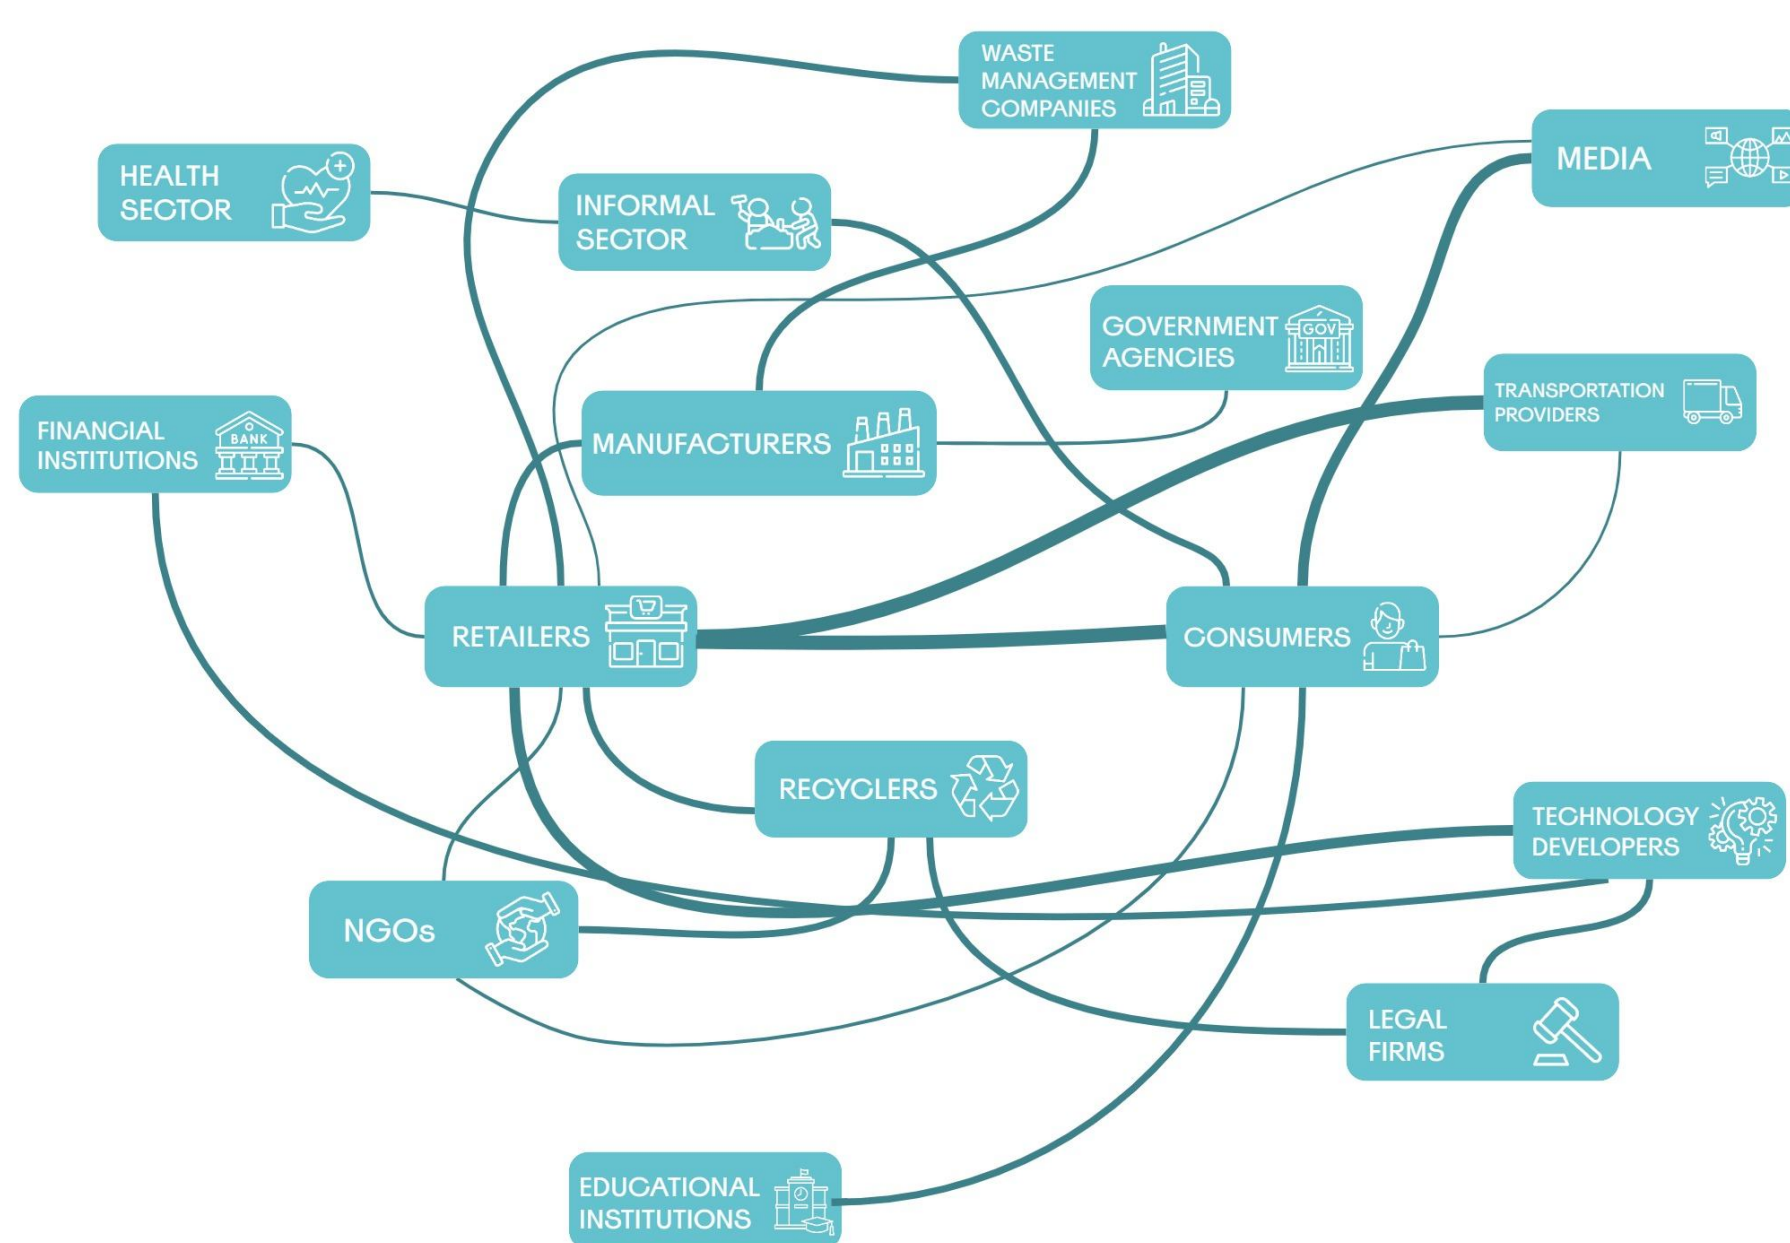 WASTE
MANAGEMENT
COMPANIES
MEDIA
HEALTH
SECTOR
INFORMAL
SECTOR
GOVERNMENT
AGENCIES
GOV
TRANSPORTATION
PROVIDERS
FINANCIAL
INSTITUTIONS
BANK
MANUFACTURERS
RETAILERS
CONSUMERS
RECYCLERS
TECHNOLOGY
DEVELOPERS
NGOs
LEGAL
FIRMS
EDUCATIONAL
INSTITUTIONS